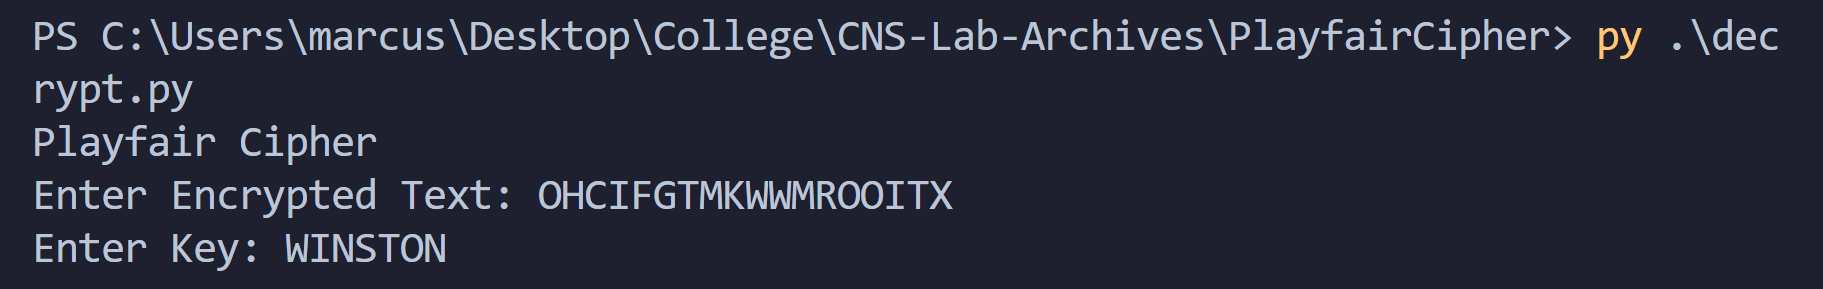 PS C:\Users\marcus\Desktop\College\CNS-Lab-Archives\PlayfairCipher> py .\dec
rypt.py
Playfair Cipher
Enter Encrypted Text: OHCIFGTMKWWMROOITX
Enter Key: WINSTON